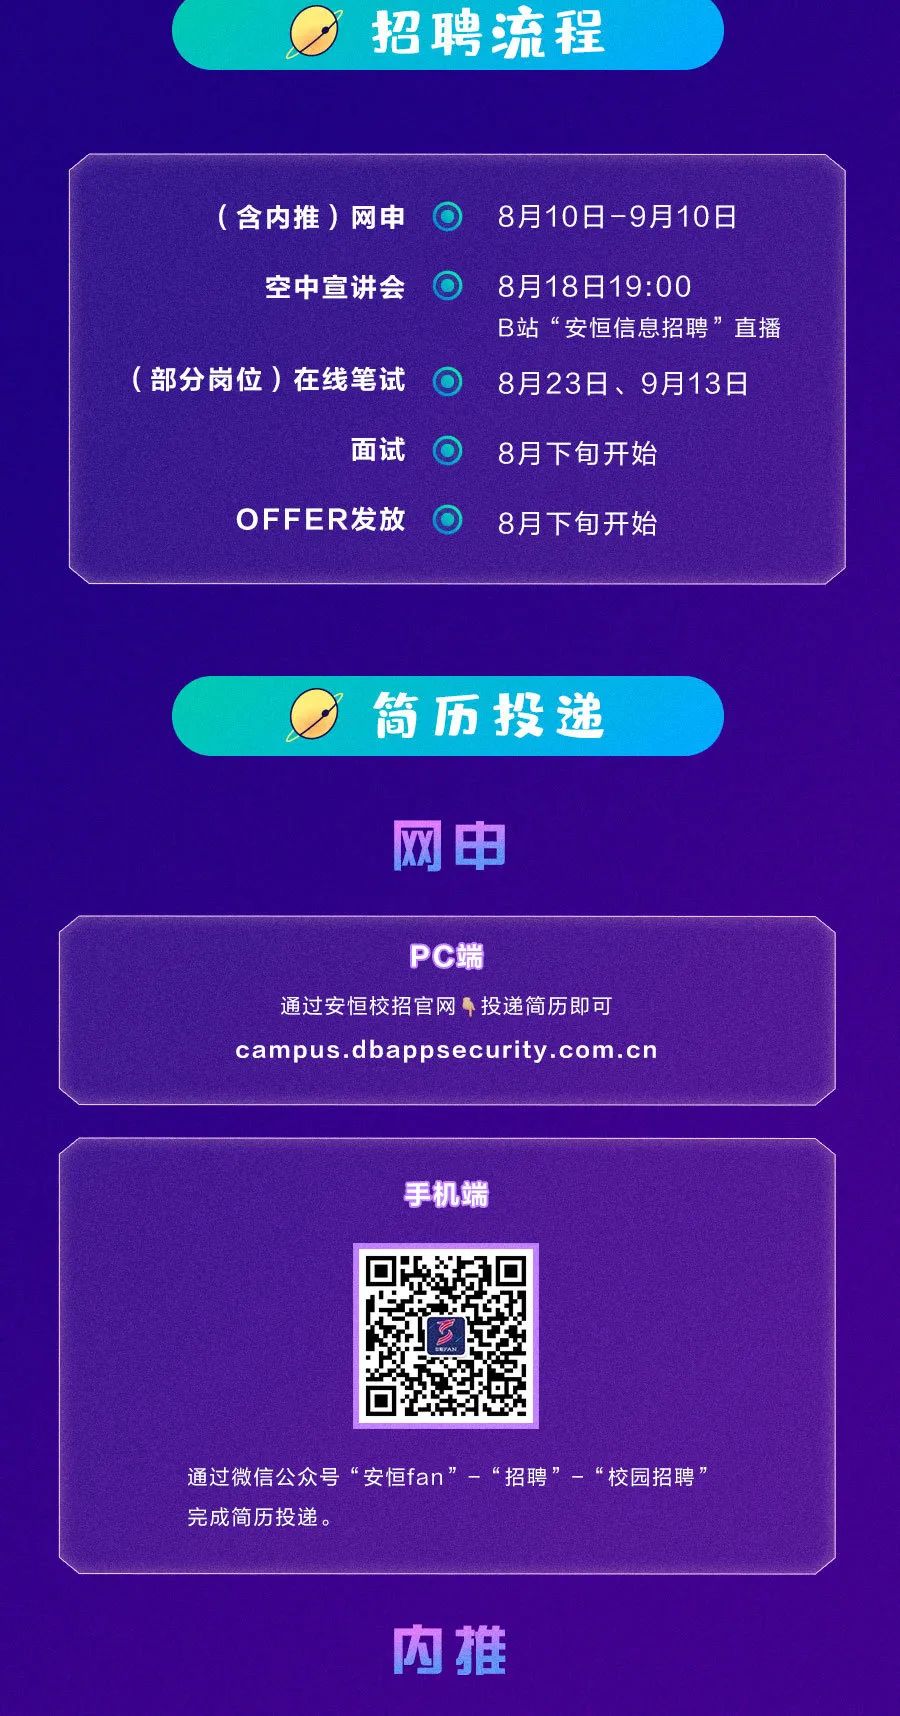 招聘流程
（含内推）网申 8月10日-9月10日
空中宣讲会 8月18日19:00
B站“安恒信息招聘”直播
（部分岗位）在线笔试 8月23日、9月13日
面试 8月下旬开始
OFFER发放 8月下旬开始
简历投递
网申
PC端
通过安恒校招官网👇投递简历即可
campus.dbappsecurity.com.cn
手机端
安恒FAN
通过微信公众号“安恒fan”-“招聘”-“校园招聘”
完成简历投递。
内推